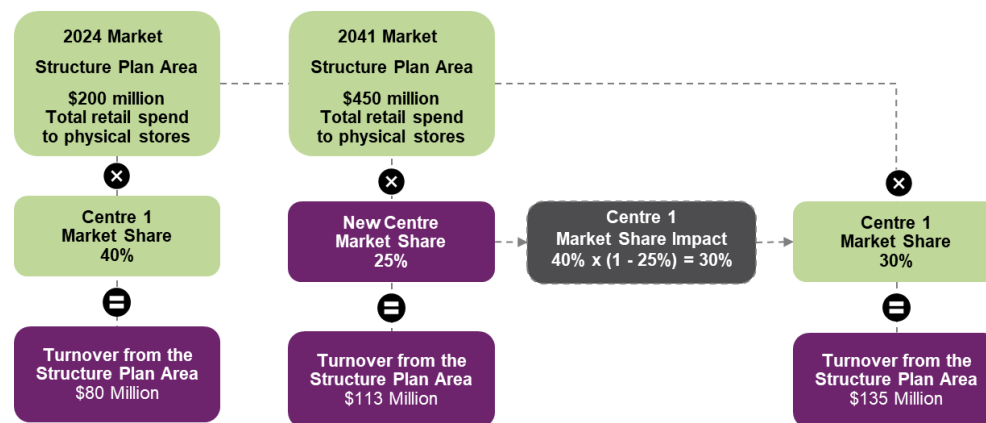 2024 Market
Structure Plan Area
$200 million
Total retail spend
to physical stores
Centre 1
Market Share
40%
Turnover from the
Structure Plan Area
$80 Million
2041 Market
Structure Plan Area
$450 million
Total retail spend
to physical stores
New Centre
Market Share
25%
Turnover from the
Structure Plan Area
$113 Million
Centre 1
Market Share Impact
40% x (1 - 25%) = 30%
Centre 1
Market Share
30%
Turnover from the
Structure Plan Area
$135 Million